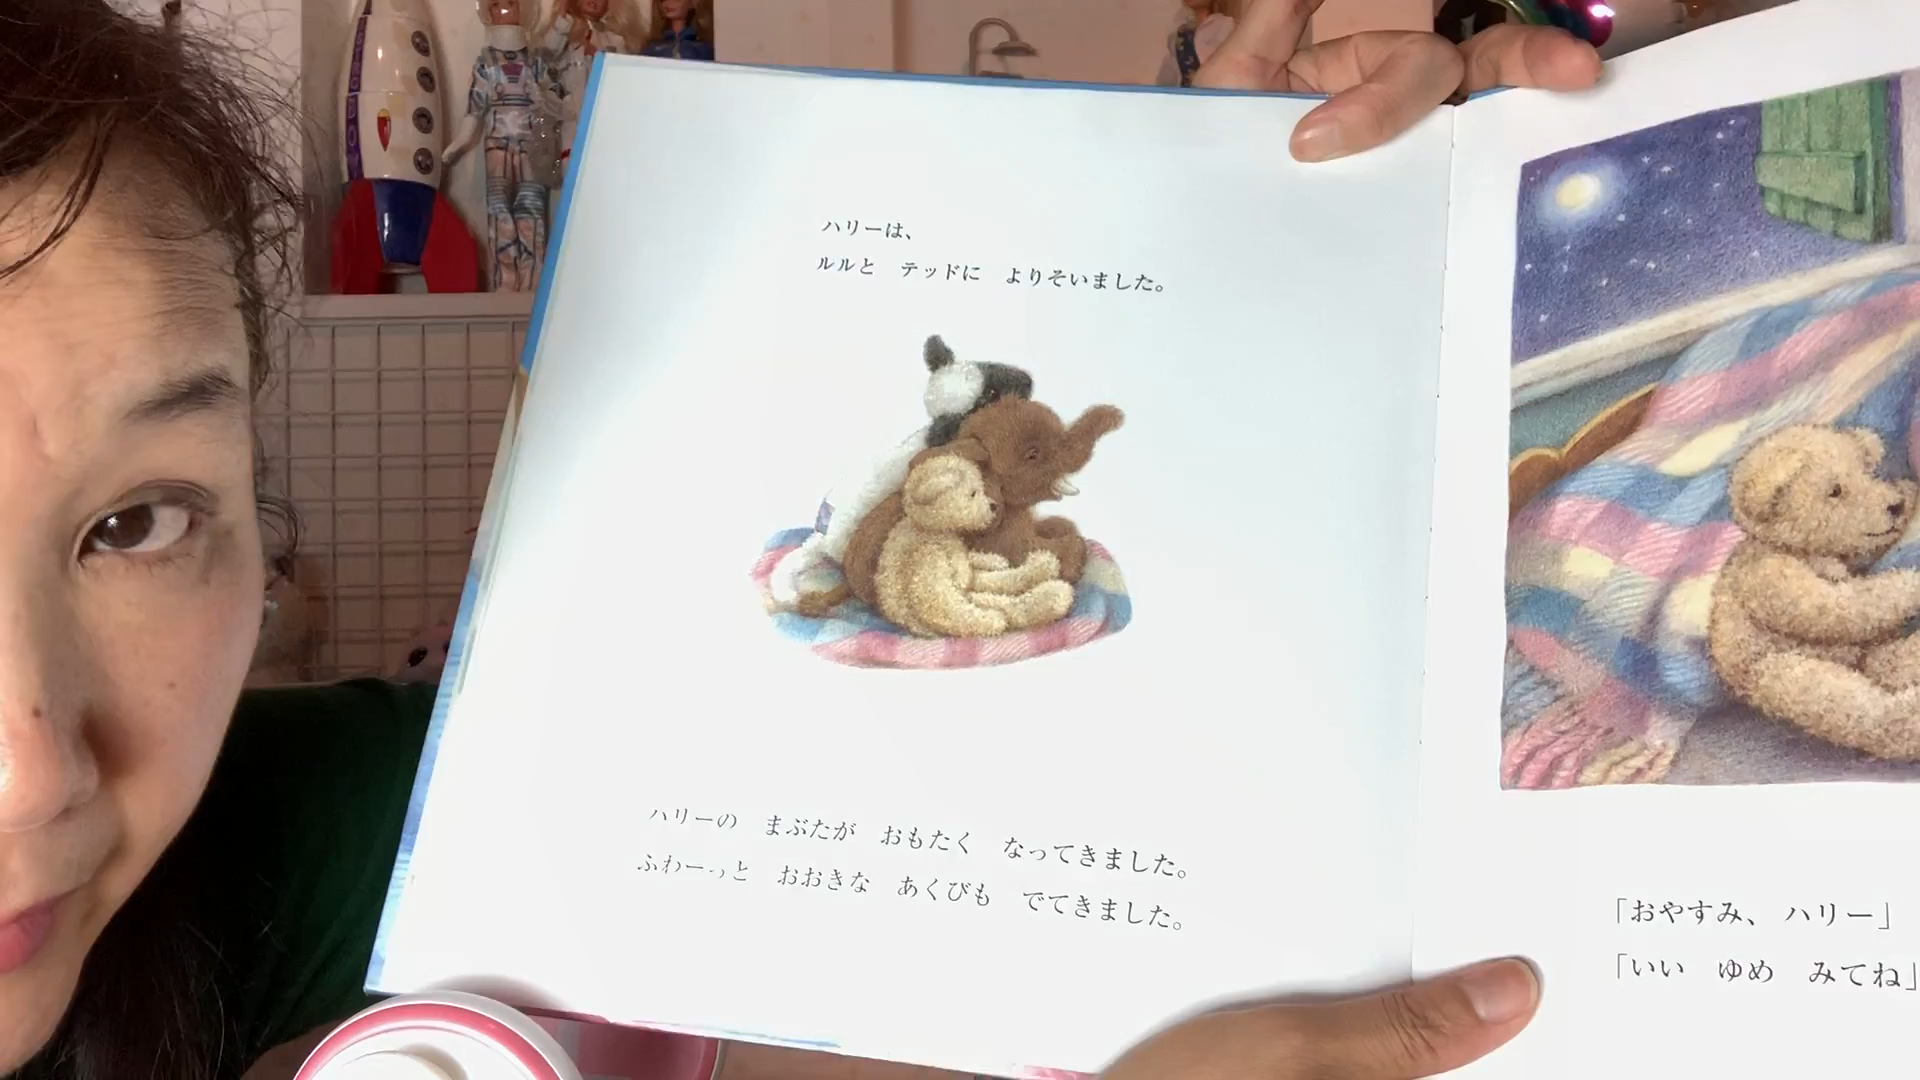 ハリーは、
ルルと テッドに よりそいました。
ハリーの まぶたが おもたく なってきました。
ふわーっと おおきな あくびも でてきました。
「おやすみ、 ハリー」
「いい ゆめ みてね」